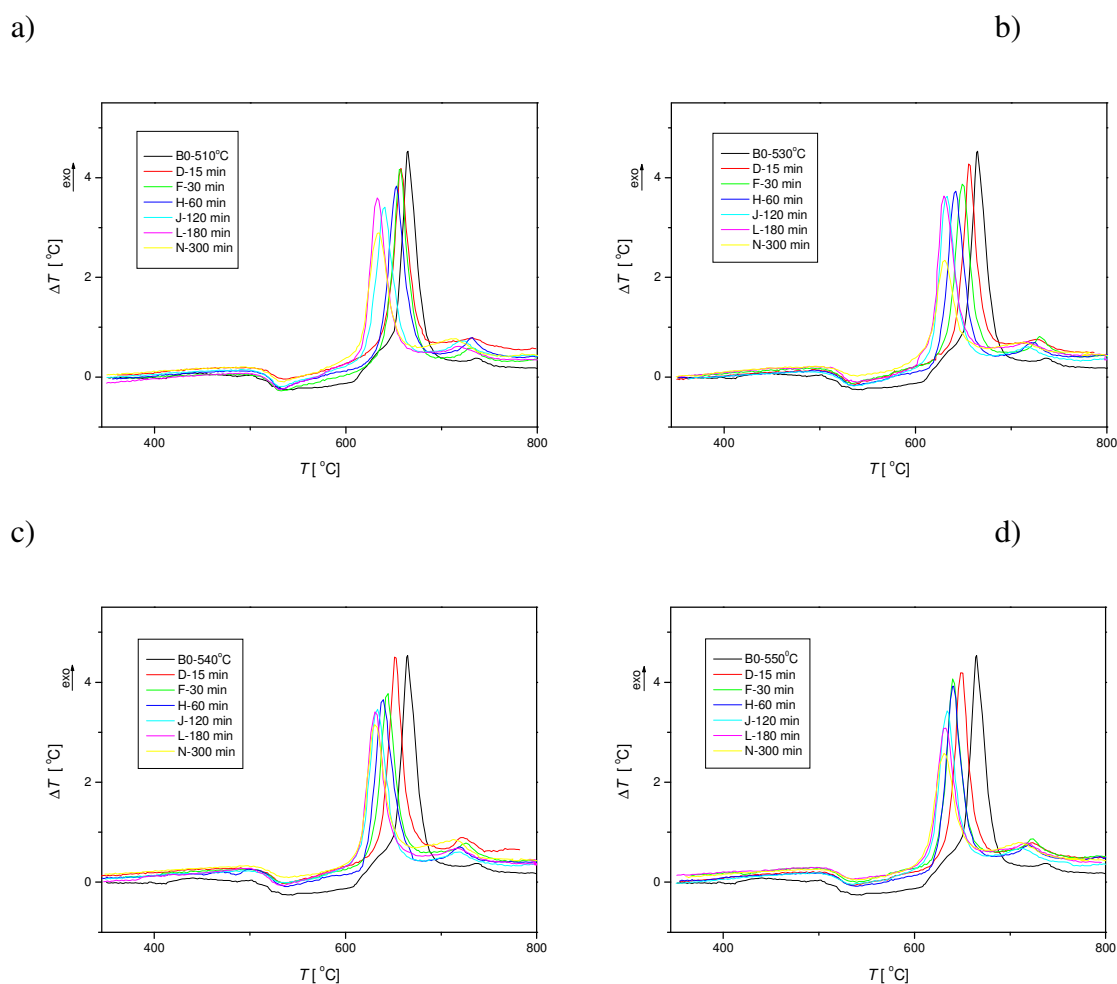 a)
b)
exo
B0-510°C
D-15 min
F-30 min
H-60 min
J-120 min
L-180 min
N-300 min
4
2
0
ΔT [ °C]
400
600
800
T [ °C]
exo
B0-530°C
D-15 min
F-30 min
H-60 min
J-120 min
L-180 min
N-300 min
4
2
0
ΔT [ °C]
400
600
800
T [ °C]
c)
d)
exo
B0-540°C
D-15 min
F-30 min
H-60 min
J-120 min
L-180 min
N-300 min
4
2
0
ΔT [ °C]
400
600
800
T [ °C]
exo
B0-550°C
D-15 min
F-30 min
H-60 min
J-120 min
L-180 min
N-300 min
4
2
0
ΔT [ °C]
400
600
800
T [ °C]